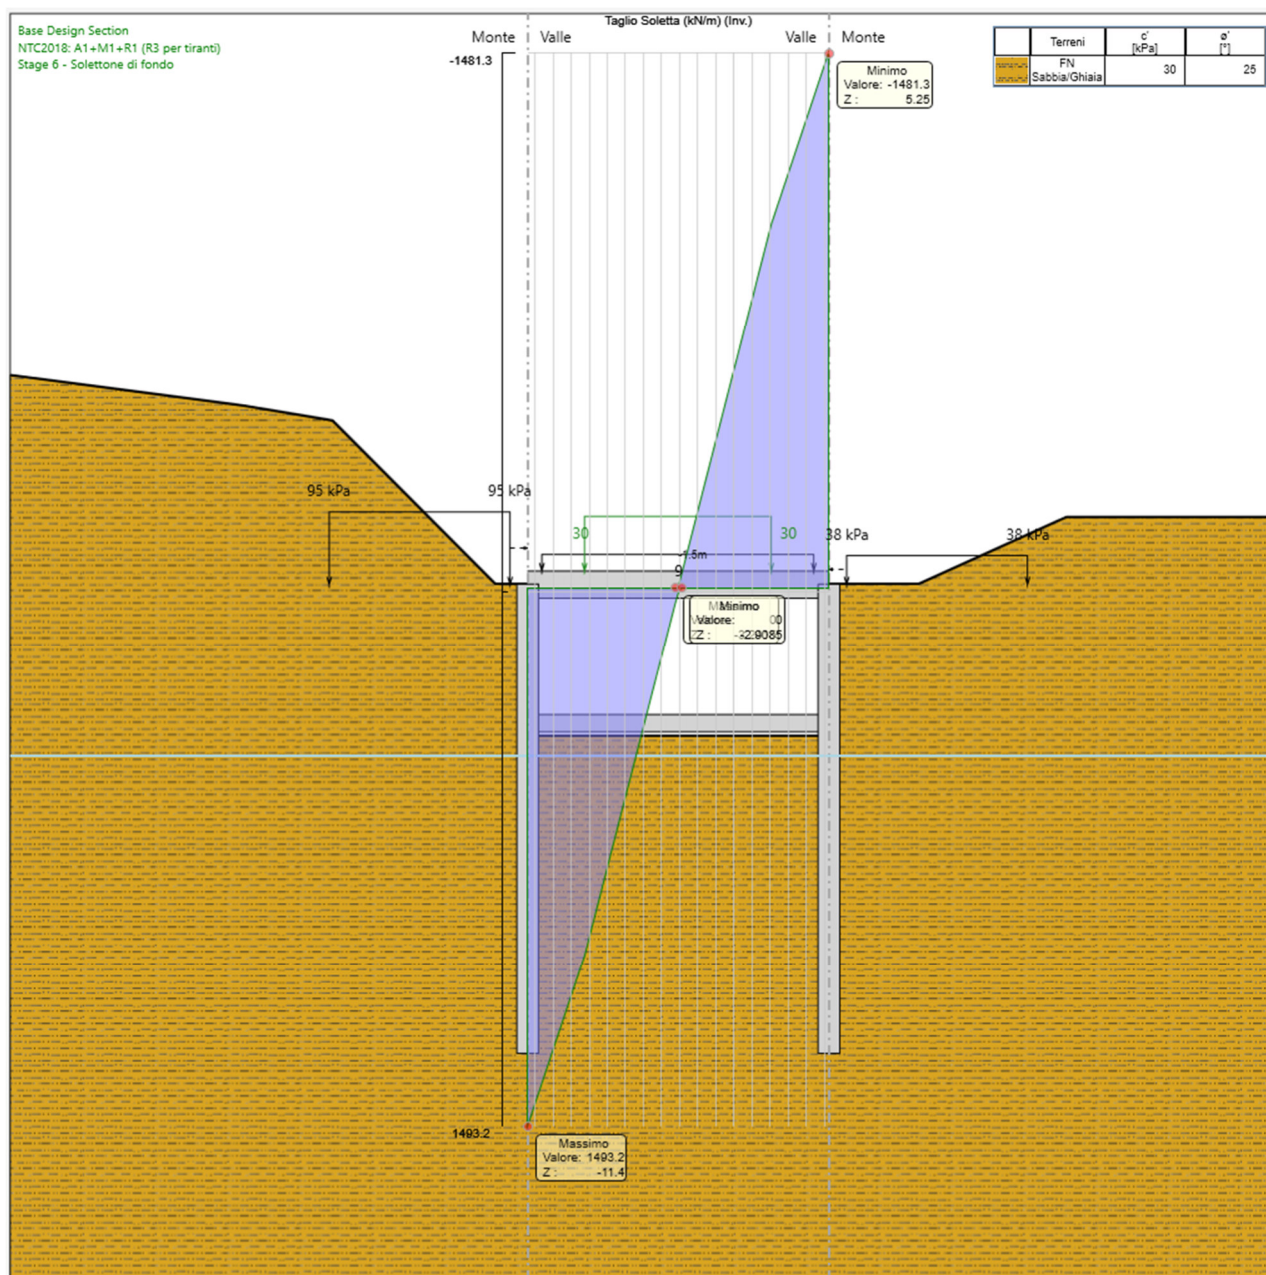 Taglio Soletta (kN/m) (Inv.)
Base Design Section
NTC2018: A1+M1+R1 (R3 per tiranti)
Stage 6 - Solettone di fondo
Monte Valle Valle Monte
Terreni c' [kPa] ø' [°]
FN Sabbia/Ghiaia 30 25
-1481.3
Minimo
Valore: -1481.3
Z : 5.25
95 kPa 95 kPa
30 30
38 kPa 38 kPa
-1.5m
9
Minimo
Valore: 0
Z :
1493.2
Massimo
Valore: 1493.2
Z : -11.4